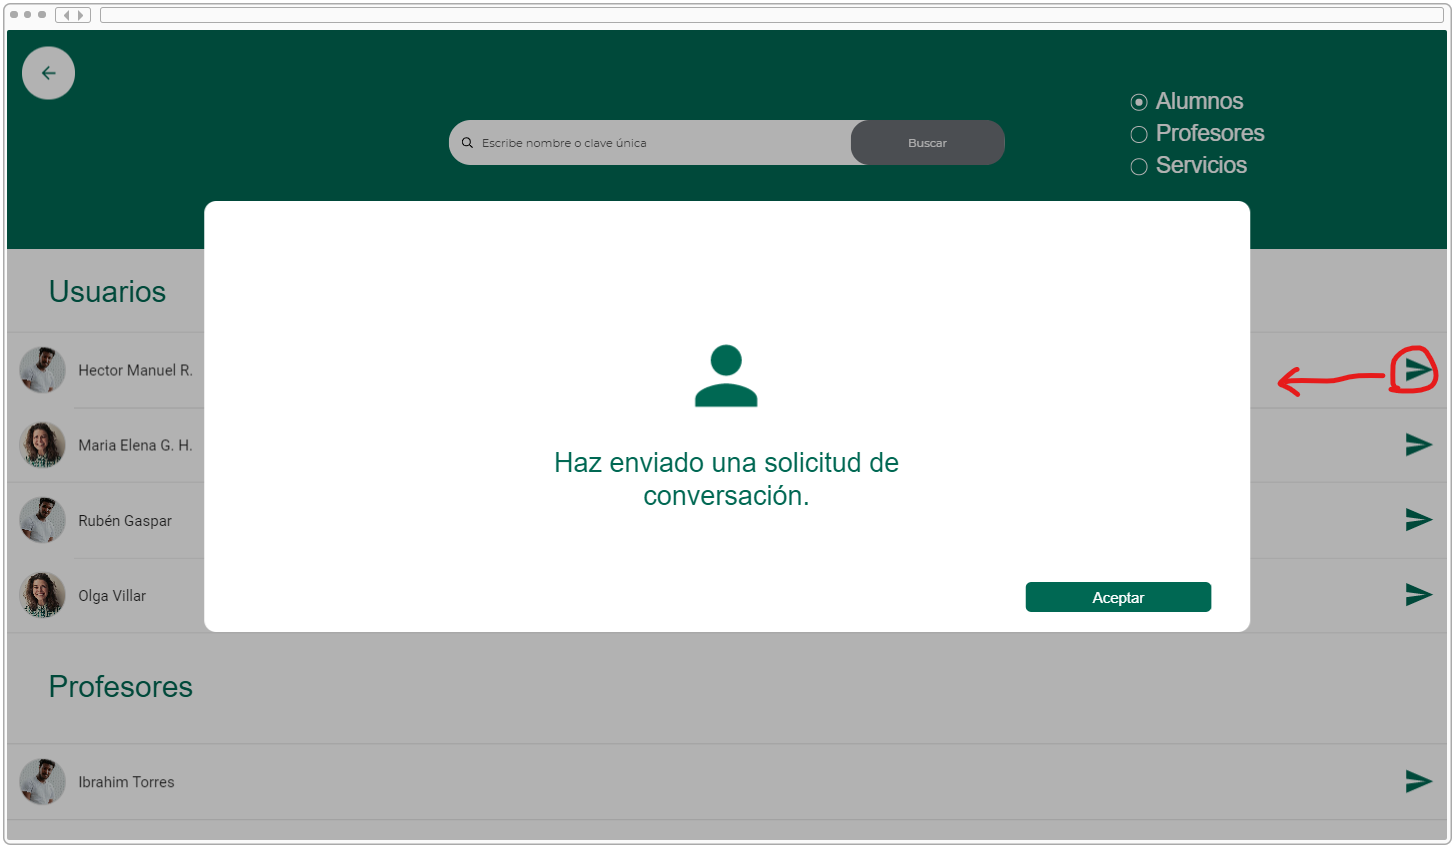 Alumnos
Profesores
Servicios
Escribe nombre o clave única
Buscar
Usuarios
Hector Manuel R.
Maria Elena G. H.
Rubén Gaspar
Olga Villar
Haz enviado una solicitud de
conversación.
Aceptar
Profesores
Ibrahim Torres